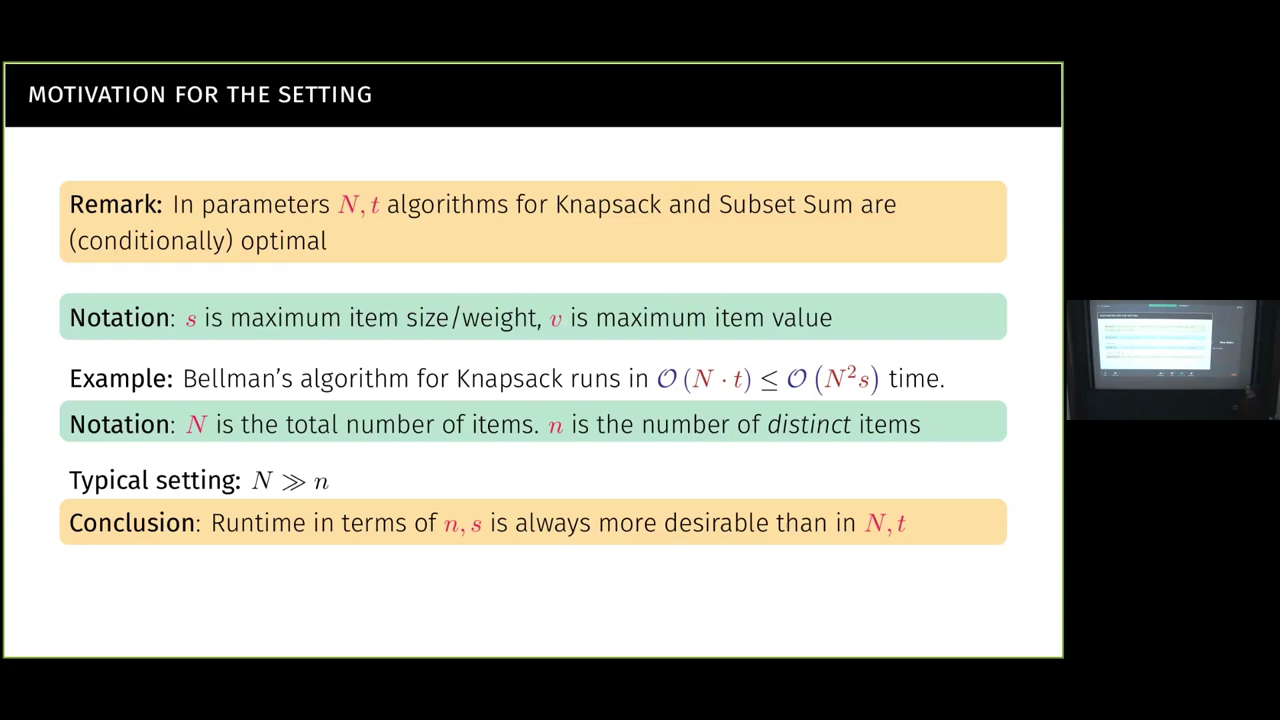 MOTIVATION FOR THE SETTING
Remark: In parameters N, t algorithms for Knapsack and Subset Sum are
(conditionally) optimal
Notation: s is maximum item size/weight, v is maximum item value
Example: Bellman's algorithm for Knapsack runs in 𝒪 (N · t) ≤ 𝒪 (N²s) time.
Notation: N is the total number of items. n is the number of distinct items
Typical setting: N ≫ n
Conclusion: Runtime in terms of n, s is always more desirable than in N, t